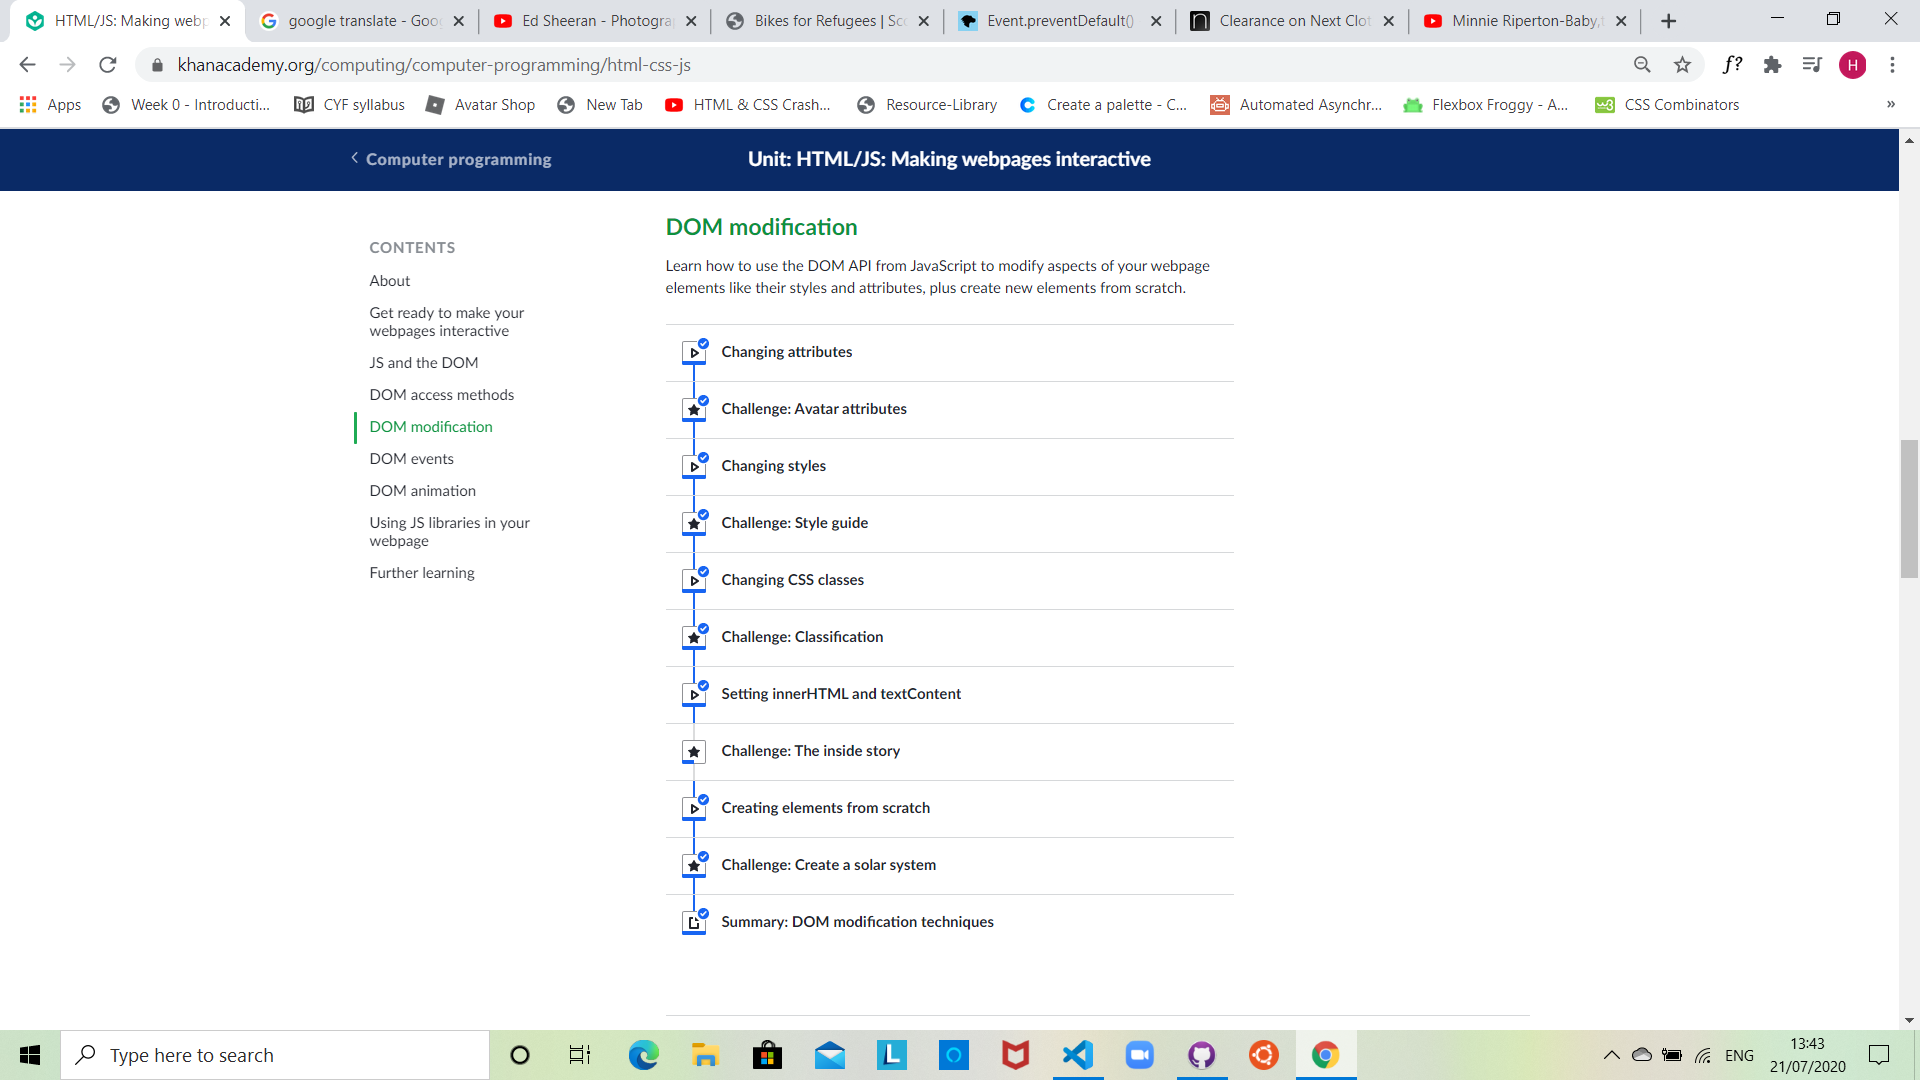 HTML/JS: Making webp
google translate - Goo
Ed Sheeran - Photogra
Bikes for Refugees | Sc
Event.preventDefault()
Clearance on Next Clot
Minnie Riperton-Baby,
khanacademy.org/computing/computer-programming/html-css-js
f?
H
Apps
Week 0 - Introducti...
CYF syllabus
Avatar Shop
New Tab
HTML & CSS Crash...
Resource-Library
Create a palette - C...
Automated Asynchr...
Flexbox Froggy - A...
CSS Combinators
»
Computer programming
Unit: HTML/JS: Making webpages interactive
CONTENTS
About
Get ready to make your
webpages interactive
JS and the DOM
DOM access methods
DOM modification
DOM events
DOM animation
Using JS libraries in your
webpage
Further learning
DOM modification
Learn how to use the DOM API from JavaScript to modify aspects of your webpage
elements like their styles and attributes, plus create new elements from scratch.
Changing attributes
Challenge: Avatar attributes
Changing styles
Challenge: Style guide
Changing CSS classes
Challenge: Classification
Setting innerHTML and textContent
Challenge: The inside story
Creating elements from scratch
Challenge: Create a solar system
Summary: DOM modification techniques
Type here to search
L
ENG
13:43
21/07/2020